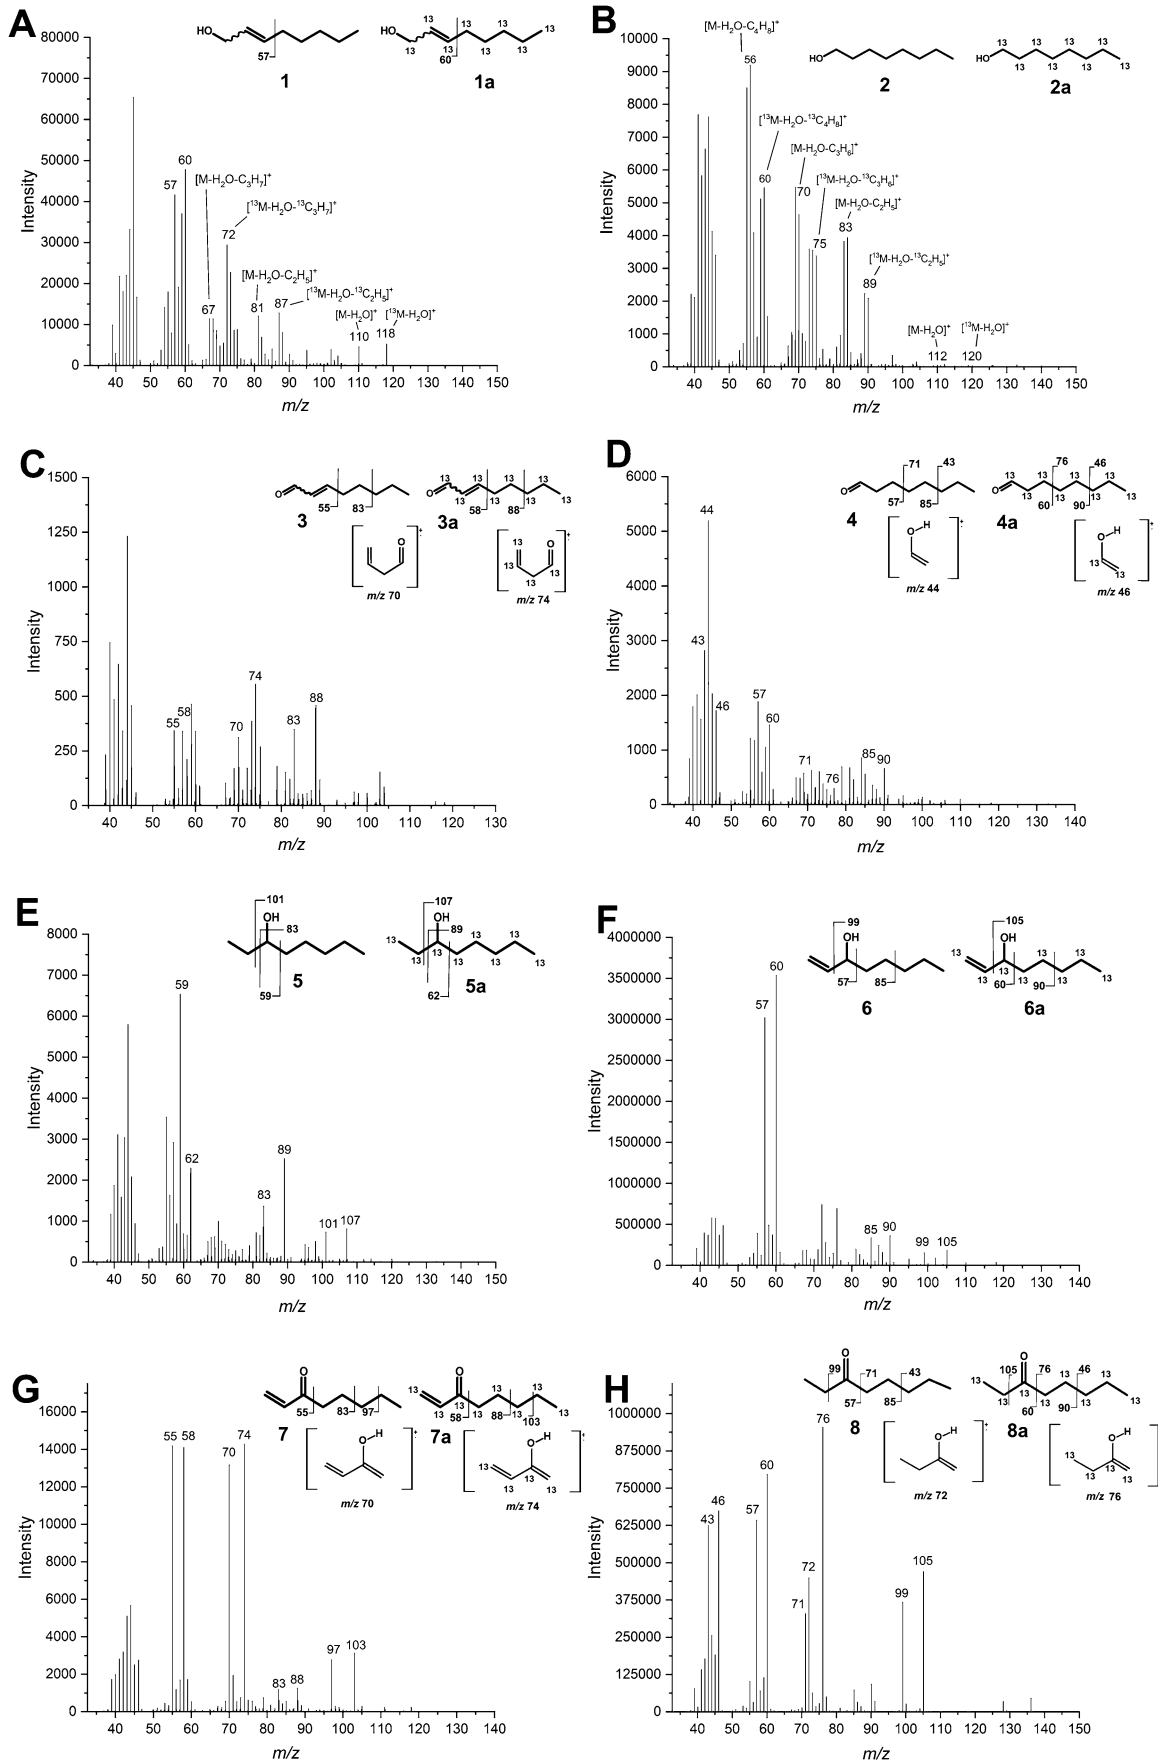 A
80000
70000
60000
50000
40000
30000
20000
10000
0
Intensity
40 50 60 70 80 90 100 110 120 130 140 150
m/z
HO
57
1
HO 13 13 13 13 13 13 13 13
60
1a
57
60
[M-H₂O-C₃H₇]⁺
67
[¹³M-H₂O-¹³C₃H₇]⁺
72
[M-H₂O-C₂H₅]⁺
81
[¹³M-H₂O-¹³C₂H₅]⁺
87
[M-H₂O]⁺
110
[¹³M-H₂O]⁺
118
B
10000
9000
8000
7000
6000
5000
4000
3000
2000
1000
0
Intensity
40 50 60 70 80 90 100 110 120 130 140 150
m/z
HO
2
HO 13 13 13 13 13 13 13 13
2a
[M-H₂O-C₄H₈]⁺
56
[¹³M-H₂O-¹³C₄H₈]⁺
60
[M-H₂O-C₃H₆]⁺
70
[¹³M-H₂O-¹³C₃H₆]⁺
75
[M-H₂O-C₂H₅]⁺
83
[¹³M-H₂O-¹³C₂H₅]⁺
89
[M-H₂O]⁺
112
[¹³M-H₂O]⁺
120
C
1500
1250
1000
750
500
250
0
Intensity
40 50 60 70 80 90 100 110 120 130
m/z
O
55 83
3
O 13 13 13 13 13 13 13 13
58 88
3a
O
m/z 70
13 O 13 13 13
m/z 74
55 58 70 74 83 88
D
6000
5000
4000
3000
2000
1000
0
Intensity
40 50 60 70 80 90 100 110 120 130 140
m/z
71 43
O
57 85
4
76 46
O 13 13 13 13 13 13 13 13
60 90
4a
O H
m/z 44
O H
13 13
m/z 46
43 44 46 57 60 71 76 85 90
E
8000
7000
6000
5000
4000
3000
2000
1000
0
Intensity
40 50 60 70 80 90 100 110 120 130 140 150
m/z
101
OH
83
59
5
107
OH
89
13 13 13 13 13 13 13 13
62
5a
59 62 83 89 101 107
F
4000000
3500000
3000000
2500000
2000000
1500000
1000000
500000
0
Intensity
40 50 60 70 80 90 100 110 120 130 140
m/z
99
OH
57 85
6
105
OH
13 13 13 13 13 13 13
60 90
6a
57 60 85 90 99 105
G
16000
14000
12000
10000
8000
6000
4000
2000
0
Intensity
40 50 60 70 80 90 100 110 120 130 140
m/z
O
55 83 97
7
O
13 13 13 13 13 13 13 13
58 88 103
7a
O H
m/z 70
O H
13 13 13 13
m/z 74
55 58 70 74 83 88 97 103
H
1000000
875000
750000
625000
500000
375000
250000
125000
0
Intensity
40 50 60 70 80 90 100 110 120 130 140 150
m/z
99 O 71 43
57 85
8
105 O 76 46
13 13 13 13 13 13 13
60 90
8a
O H
m/z 72
O H
13 13 13 13
m/z 76
43 46 57 60 71 72 76 99 105